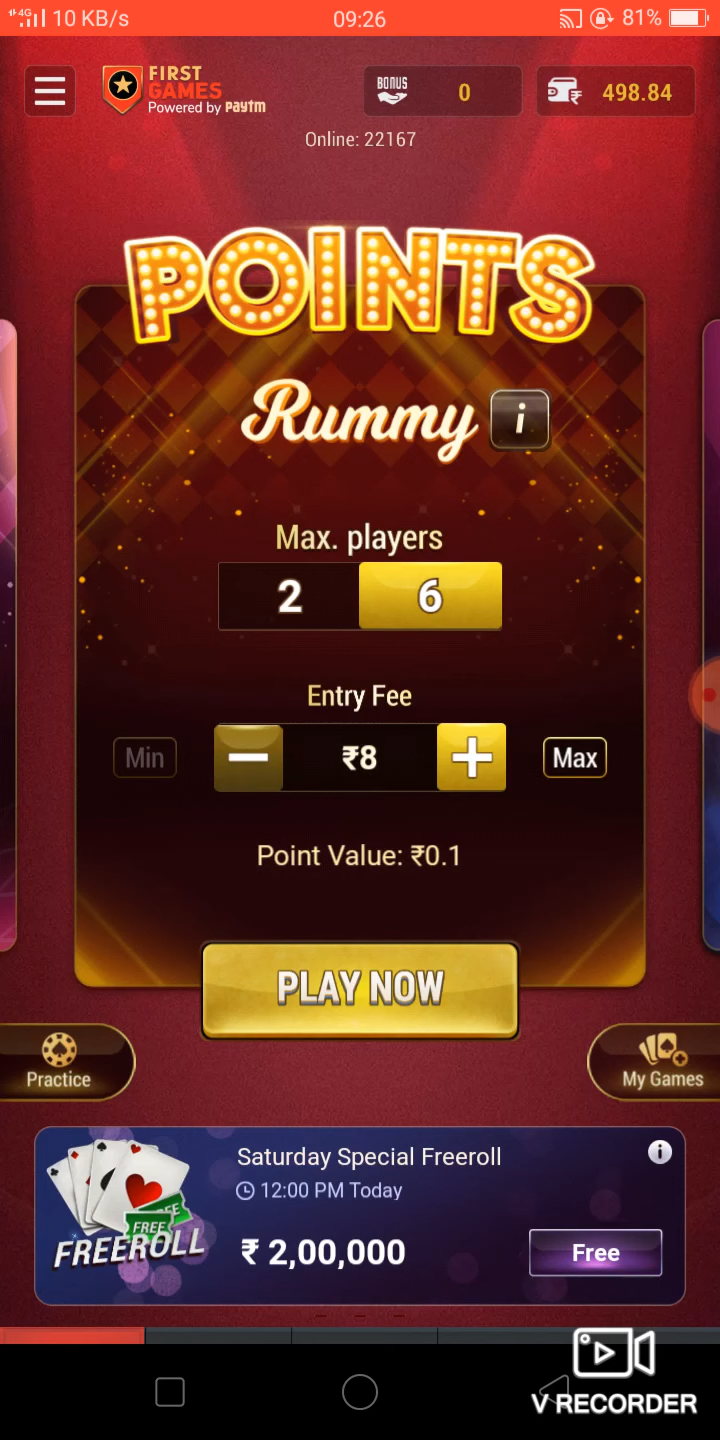 4G 10 KB/s 09:26 81%
FIRST
GAMES
Powered by paytm
BONUS 0
₹ 498.84
Online: 22167
POINTS
Rummy i
Max. players
2 6
Entry Fee
Min − ₹8 + Max
Point Value: ₹0.1
PLAY NOW
Practice
My Games
Saturday Special Freeroll i
12:00 PM Today
FREE
FREEROLL
₹ 2,00,000
Free
V RECORDER